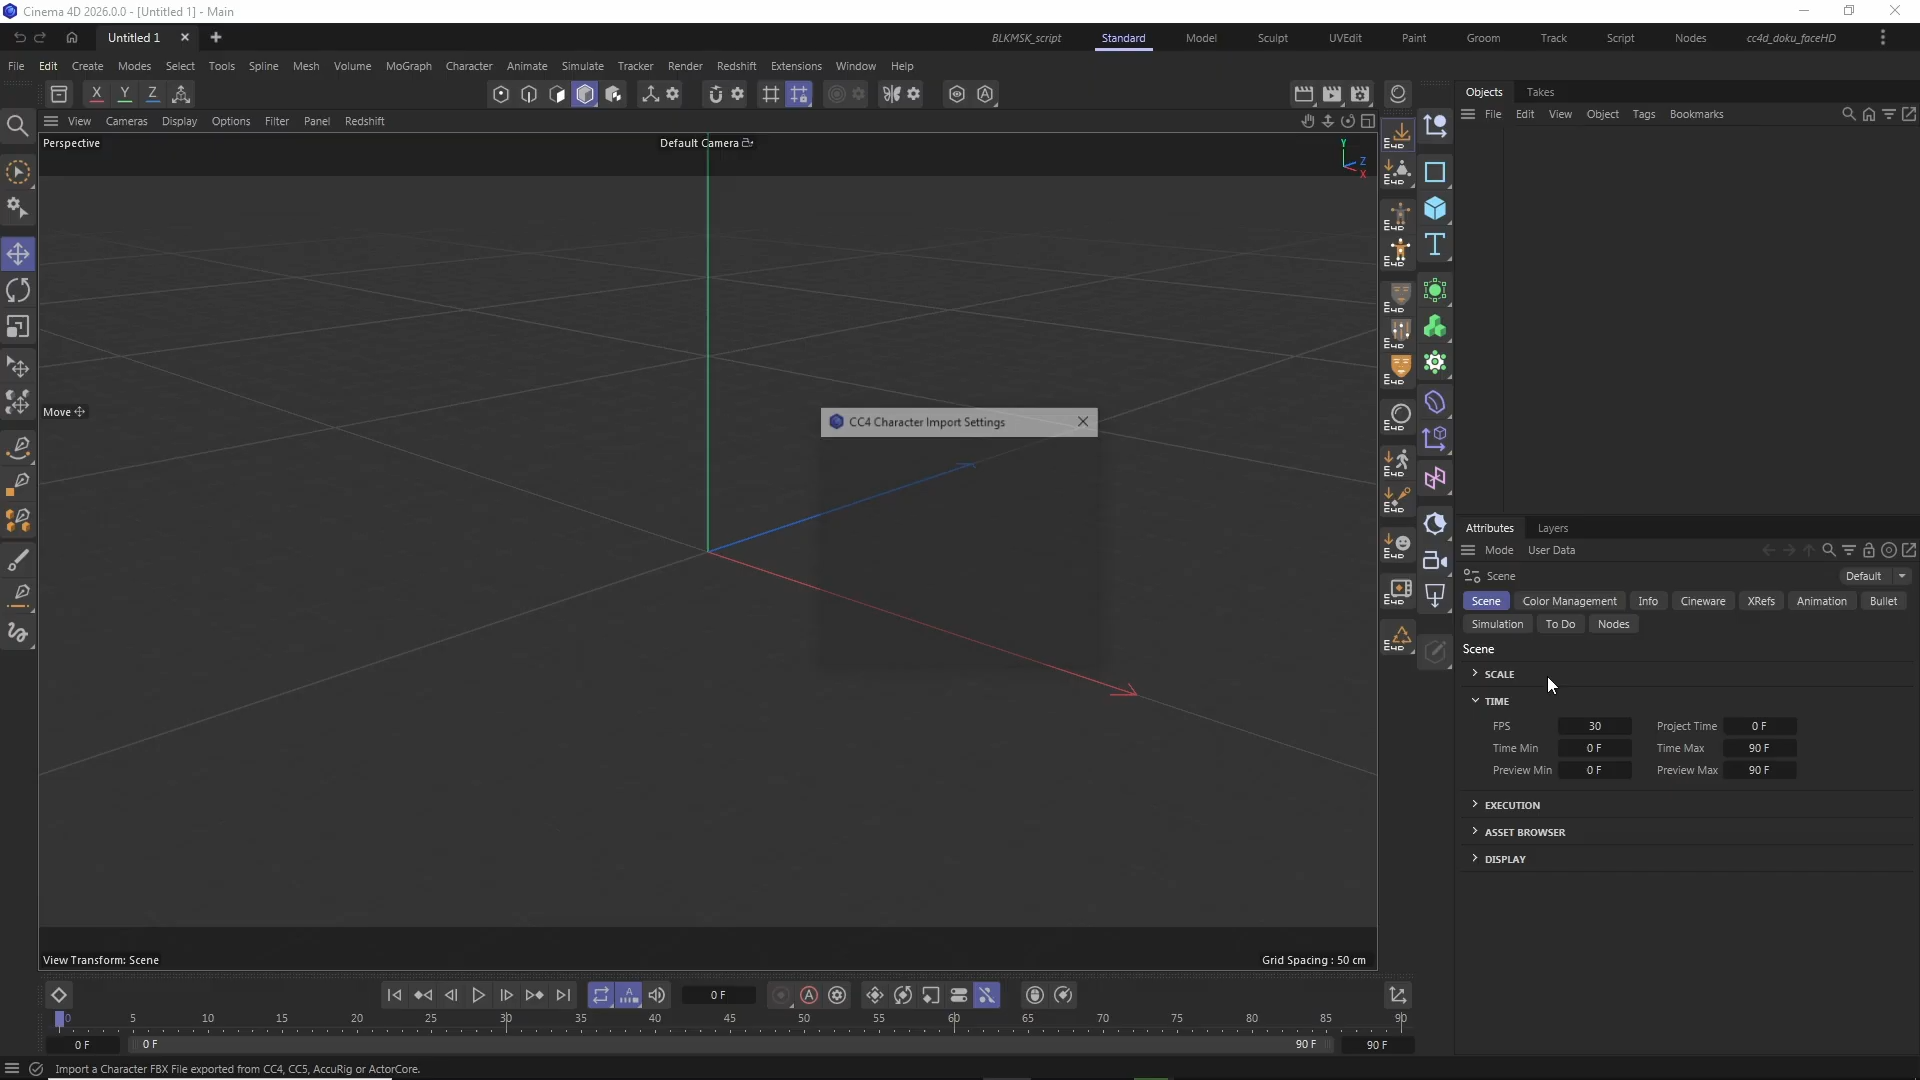 Cinema 4D 2026.0.0 - [Untitled 1] - Main
Untitled 1
BLKMSK_script Standard Model Sculpt UVEdit Paint Groom Track Script Nodes cc4d_doku_faceHD
File Edit Create Modes Select Tools Spline Mesh Volume MoGraph Character Animate Simulate Tracker Render Redshift Extensions Window Help
X Y Z
Objects Takes
File Edit View Object Tags Bookmarks
View Cameras Display Options Filter Panel Redshift
Perspective
Default Camera
Y
Z
X
Move
CC4 Character Import Settings
Attributes Layers
Mode User Data
Scene
Default
Scene Color Management Info Cineware XRefs Animation Bullet
Simulation To Do Nodes
Scene
SCALE
TIME
FPS 30 Project Time 0 F
Time Min 0 F Time Max 90 F
Preview Min 0 F Preview Max 90 F
EXECUTION
ASSET BROWSER
DISPLAY
View Transform: Scene
Grid Spacing : 50 cm
0 F
0 5 10 15 20 25 30 35 40 45 50 55 60 65 70 75 80 85 90
0 F 0 F 90 F 90 F
Import a Character FBX File exported from CC4, CC5, AccuRig or ActorCore.